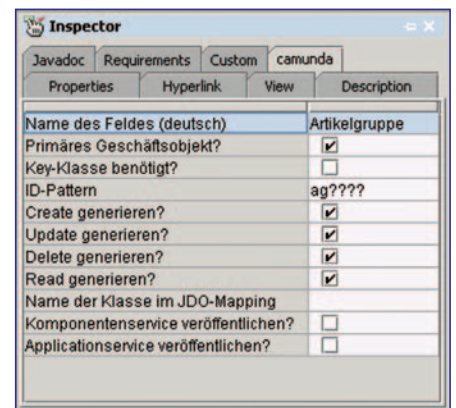 Inspector
Javadoc Requirements Custom camunda
Properties Hyperlink View Description
Name des Feldes (deutsch) Artikelgruppe
Primäres Geschäftsobjekt?
Key-Klasse benötigt?
ID-Pattern ag????
Create generieren?
Update generieren?
Delete generieren?
Read generieren?
Name der Klasse im JDO-Mapping
Komponentenservice veröffentlichen?
Applicationservice veröffentlichen?